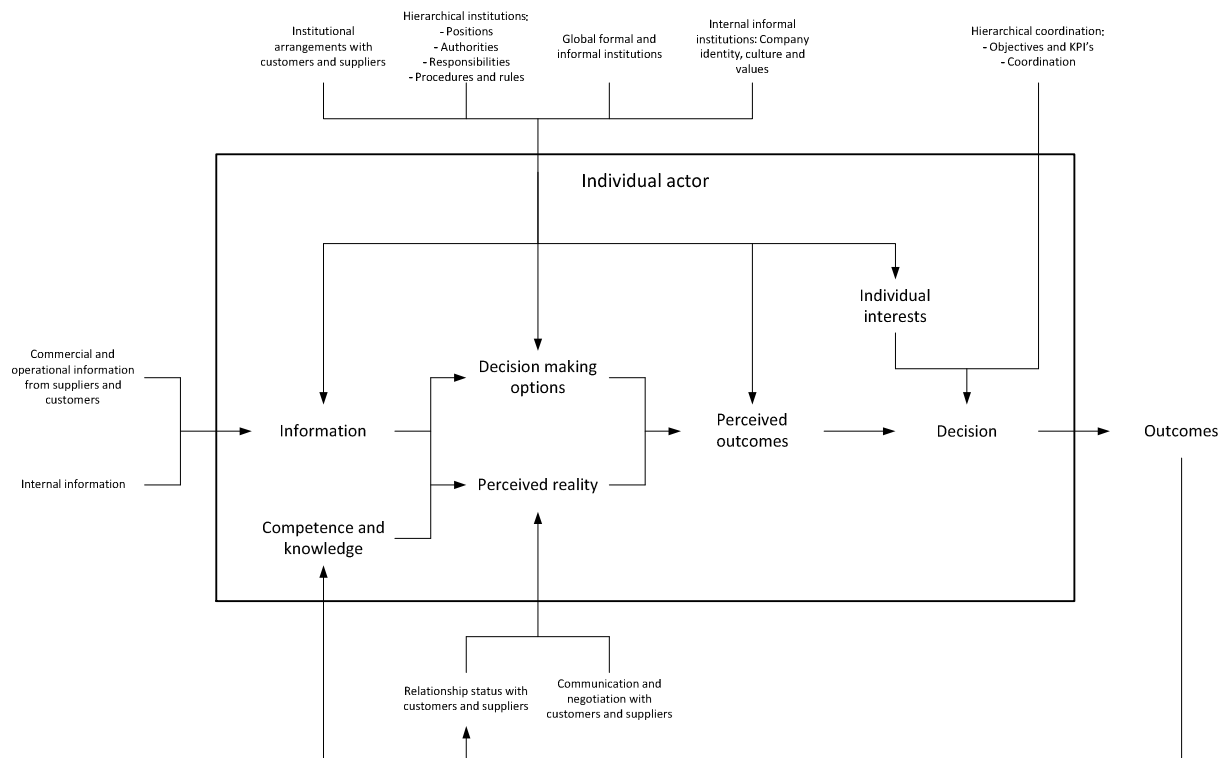 Institutional
arrangements with
customers and suppliers
Hierarchical institutions:
- Positions
- Authorities
- Responsibilities
- Procedures and rules
Global formal and
informal institutions
Internal informal
institutions: Company
identity, culture and
values
Hierarchical coordination:
- Objectives and KPI's
- Coordination
Individual actor
Individual
interests
Commercial and
operational information
from suppliers and
customers
Internal information
Information
Competence and
knowledge
Decision making
options
Perceived reality
Perceived
outcomes
Decision
Outcomes
Relationship status with
customers and suppliers
Communication and
negotiation with
customers and suppliers